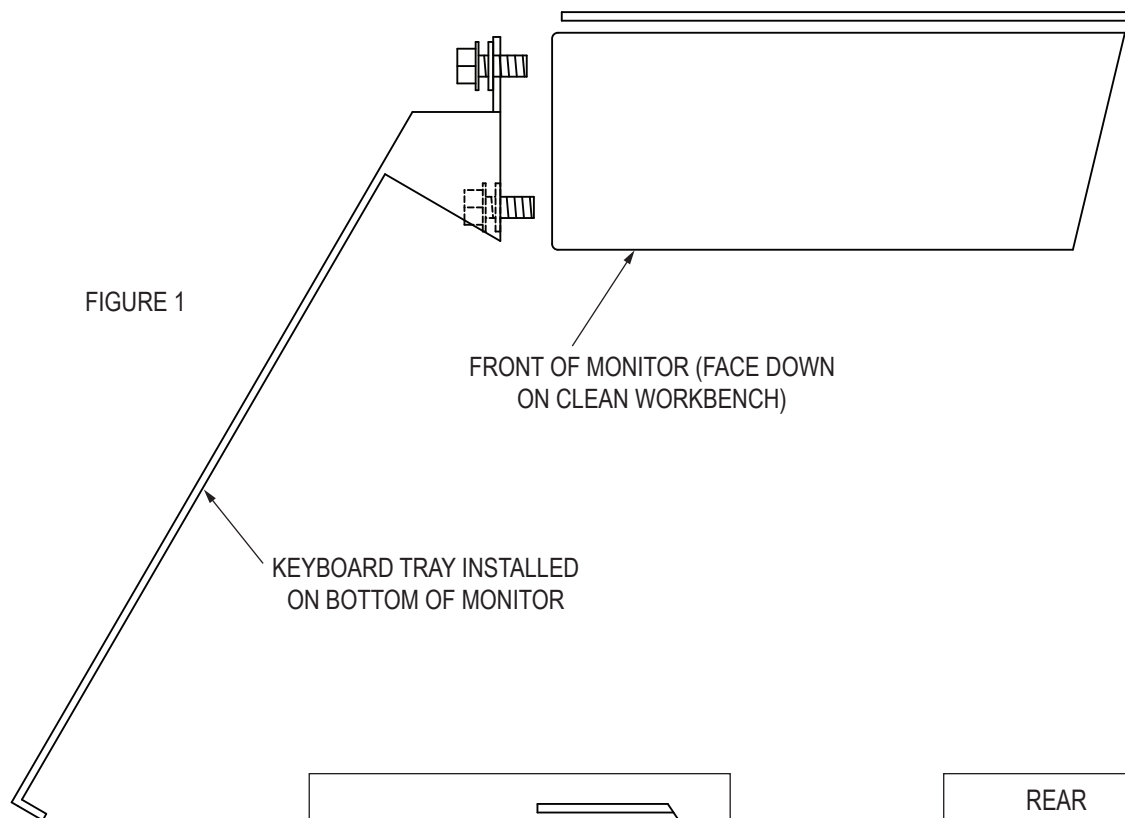 FIGURE 1
FRONT OF MONITOR (FACE DOWN
ON CLEAN WORKBENCH)
KEYBOARD TRAY INSTALLED
ON BOTTOM OF MONITOR
REAR